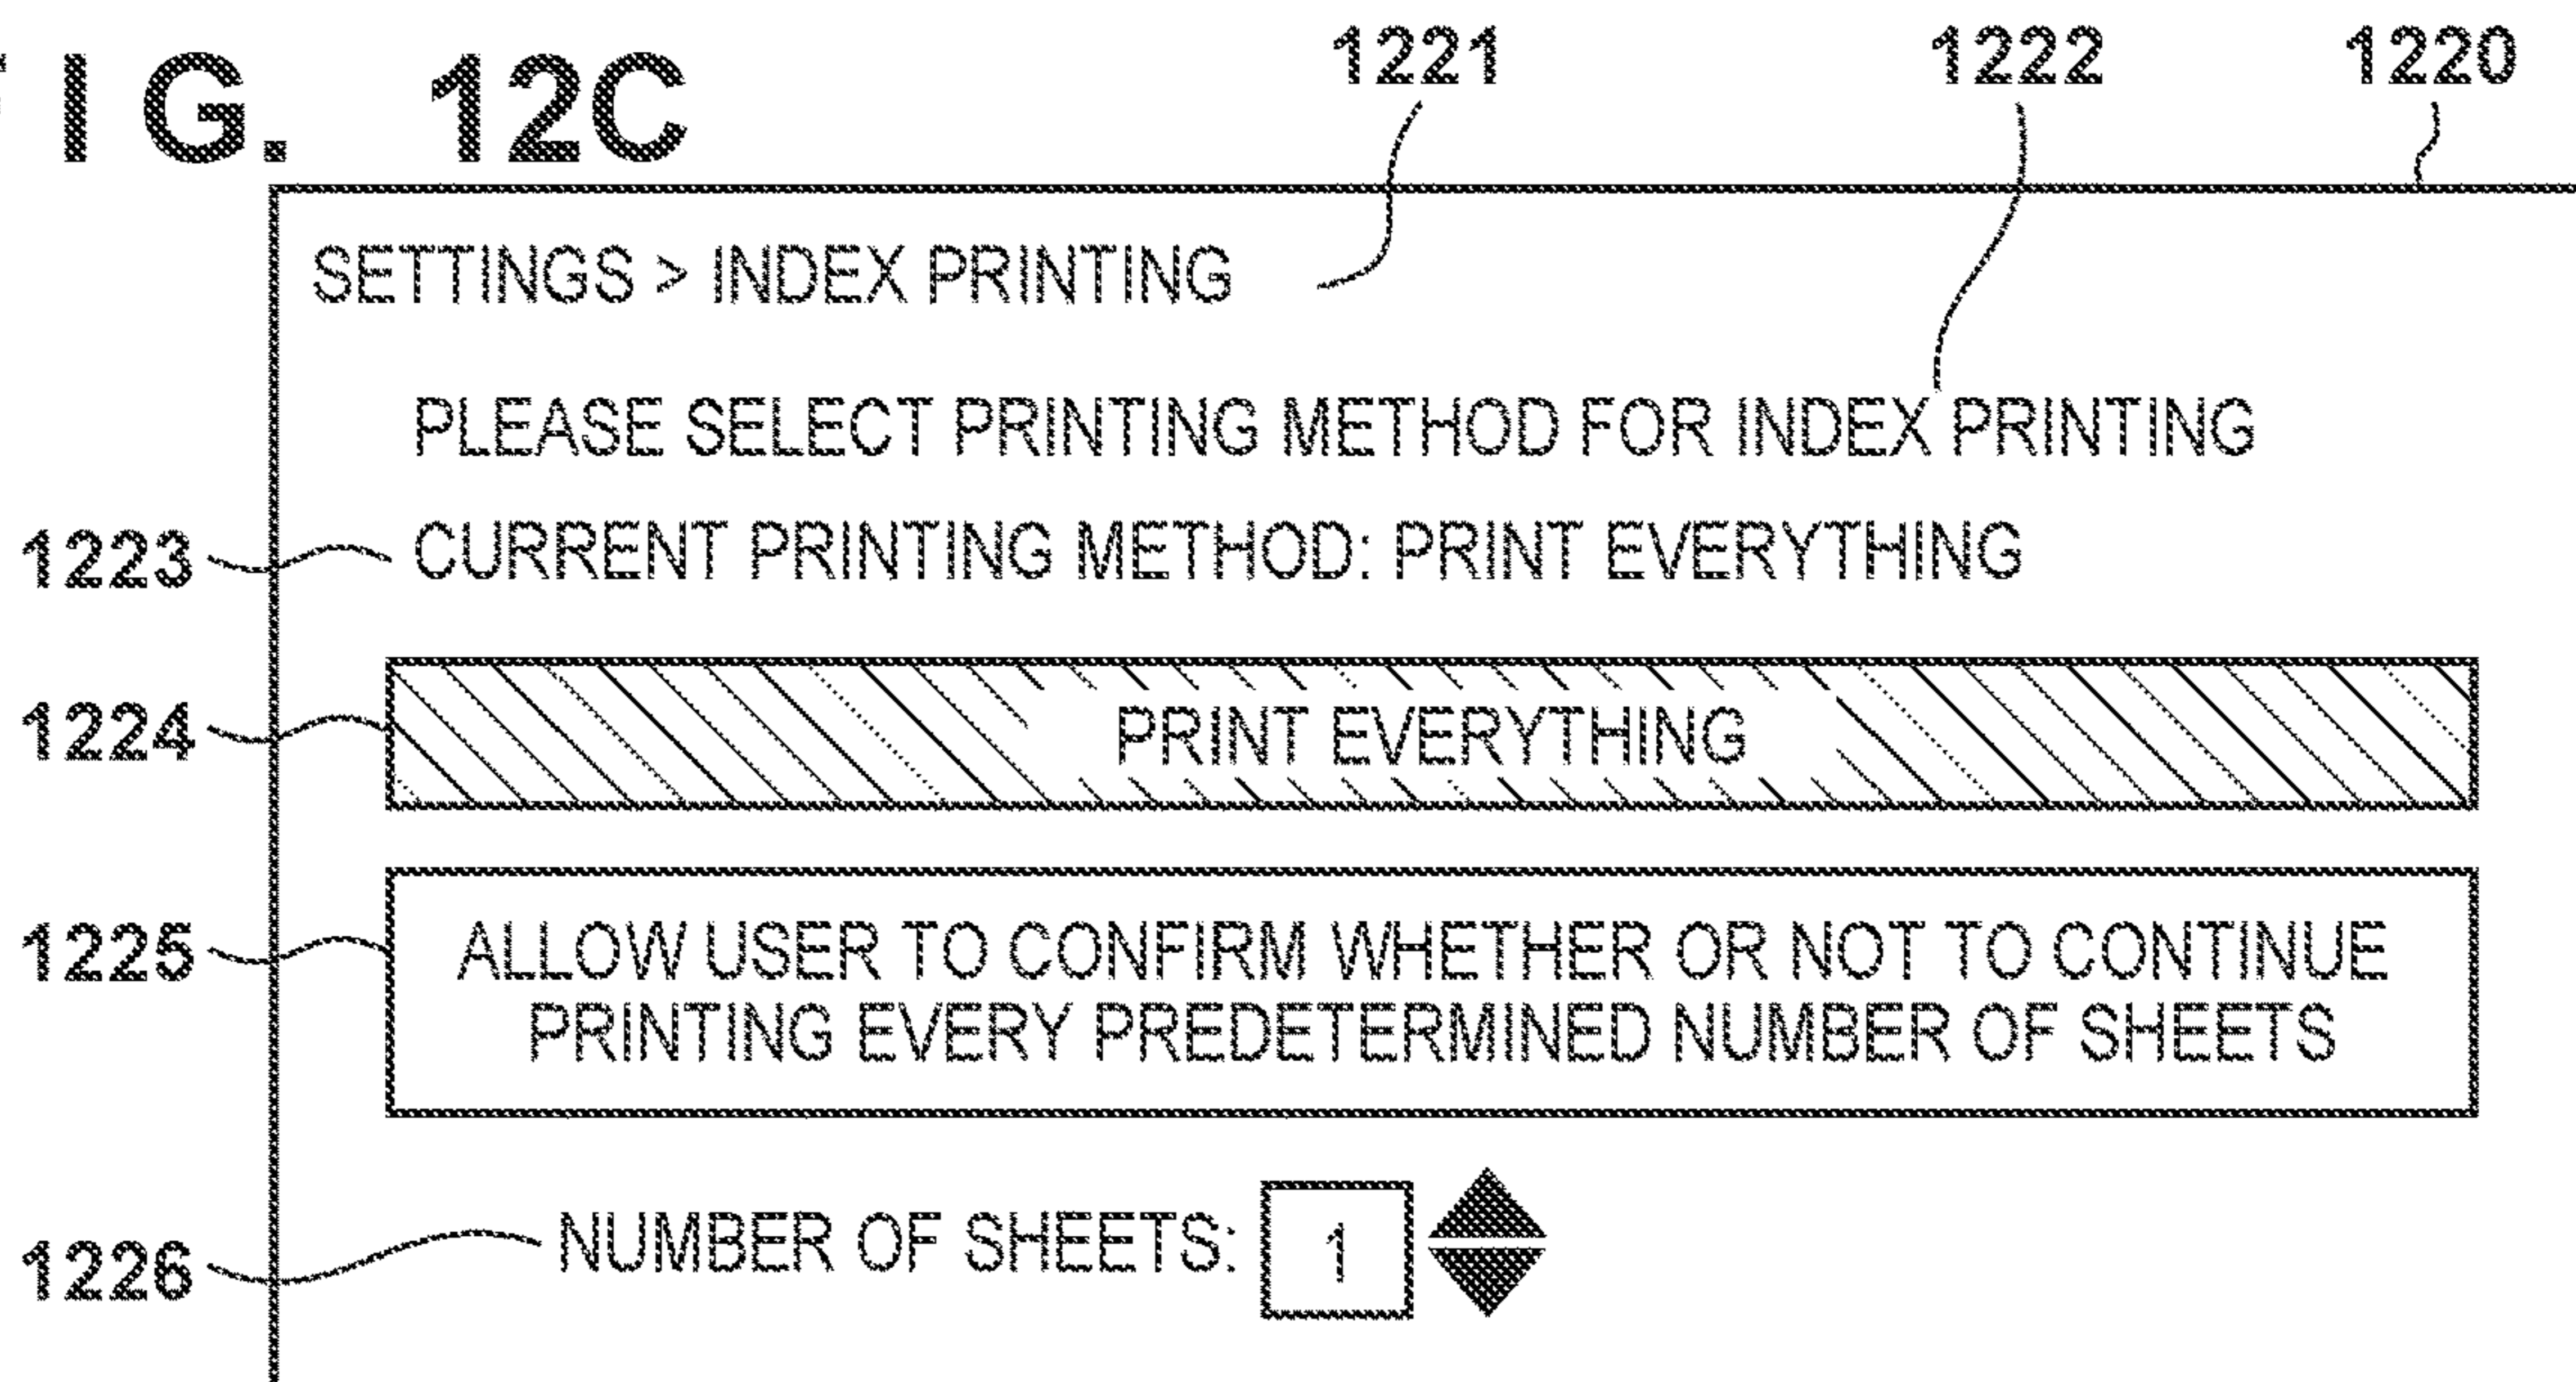 FIG. 12C
1221
1222
1220
SETTINGS > INDEX PRINTING
PLEASE SELECT PRINTING METHOD FOR INDEX PRINTING
1223
CURRENT PRINTING METHOD: PRINT EVERYTHING
1224
PRINT EVERYTHING
1225
ALLOW USER TO CONFIRM WHETHER OR NOT TO CONTINUE
PRINTING EVERY PREDETERMINED NUMBER OF SHEETS
1226
NUMBER OF SHEETS: 1